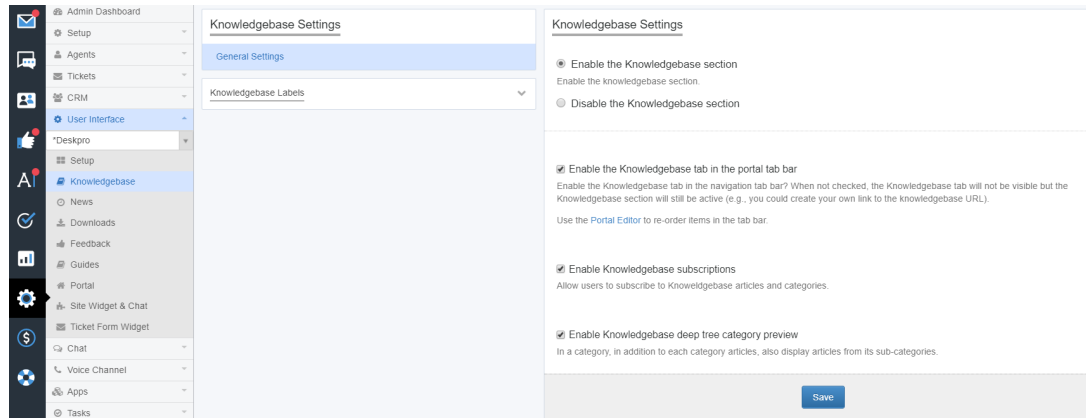 Admin Dashboard
Setup
Agents
Tickets
CRM
User Interface
*Deskpro
Setup
Knowledgebase
News
Downloads
Feedback
Guides
Portal
Site Widget & Chat
Ticket Form Widget
Chat
Voice Channel
Apps
Tasks
Knowledgebase Settings
General Settings
Knowledgebase Labels
Knowledgebase Settings
Enable the Knowledgebase section
Enable the knowledgebase section.
Disable the Knowledgebase section
Enable the Knowledgebase tab in the portal tab bar
Enable the Knowledgebase tab in the navigation tab bar? When not checked, the Knowledgebase tab will not be visible but the
Knowledgebase section will still be active (e.g., you could create your own link to the knowledgebase URL).
Use the Portal Editor to re-order items in the tab bar.
Enable Knowledgebase subscriptions
Allow users to subscribe to Knoweldgebase articles and categories.
Enable Knowledgebase deep tree category preview
In a category, in addition to each category articles, also display articles from its sub-categories.
Save